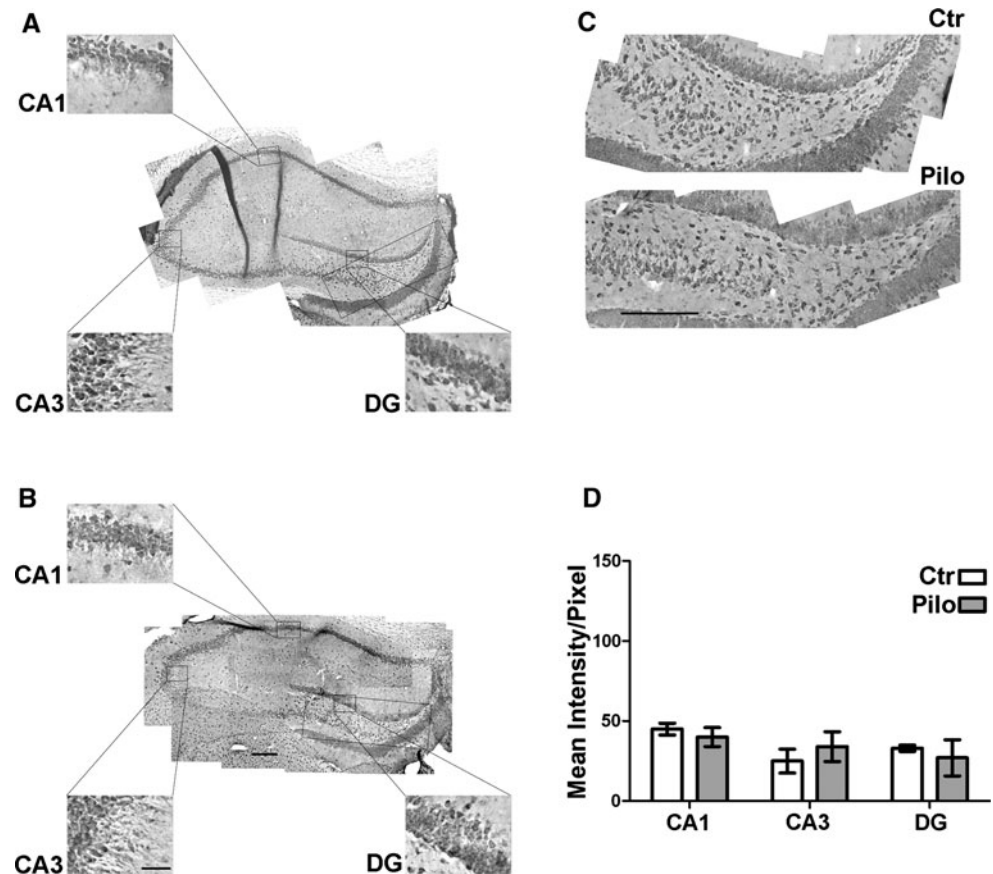 A
CA1
CA3
DG
B
CA1
CA3
DG
C
Ctr
Pilo
D
150
100
50
0
Mean Intensity/Pixel
Ctr
Pilo
CA1 CA3 DG